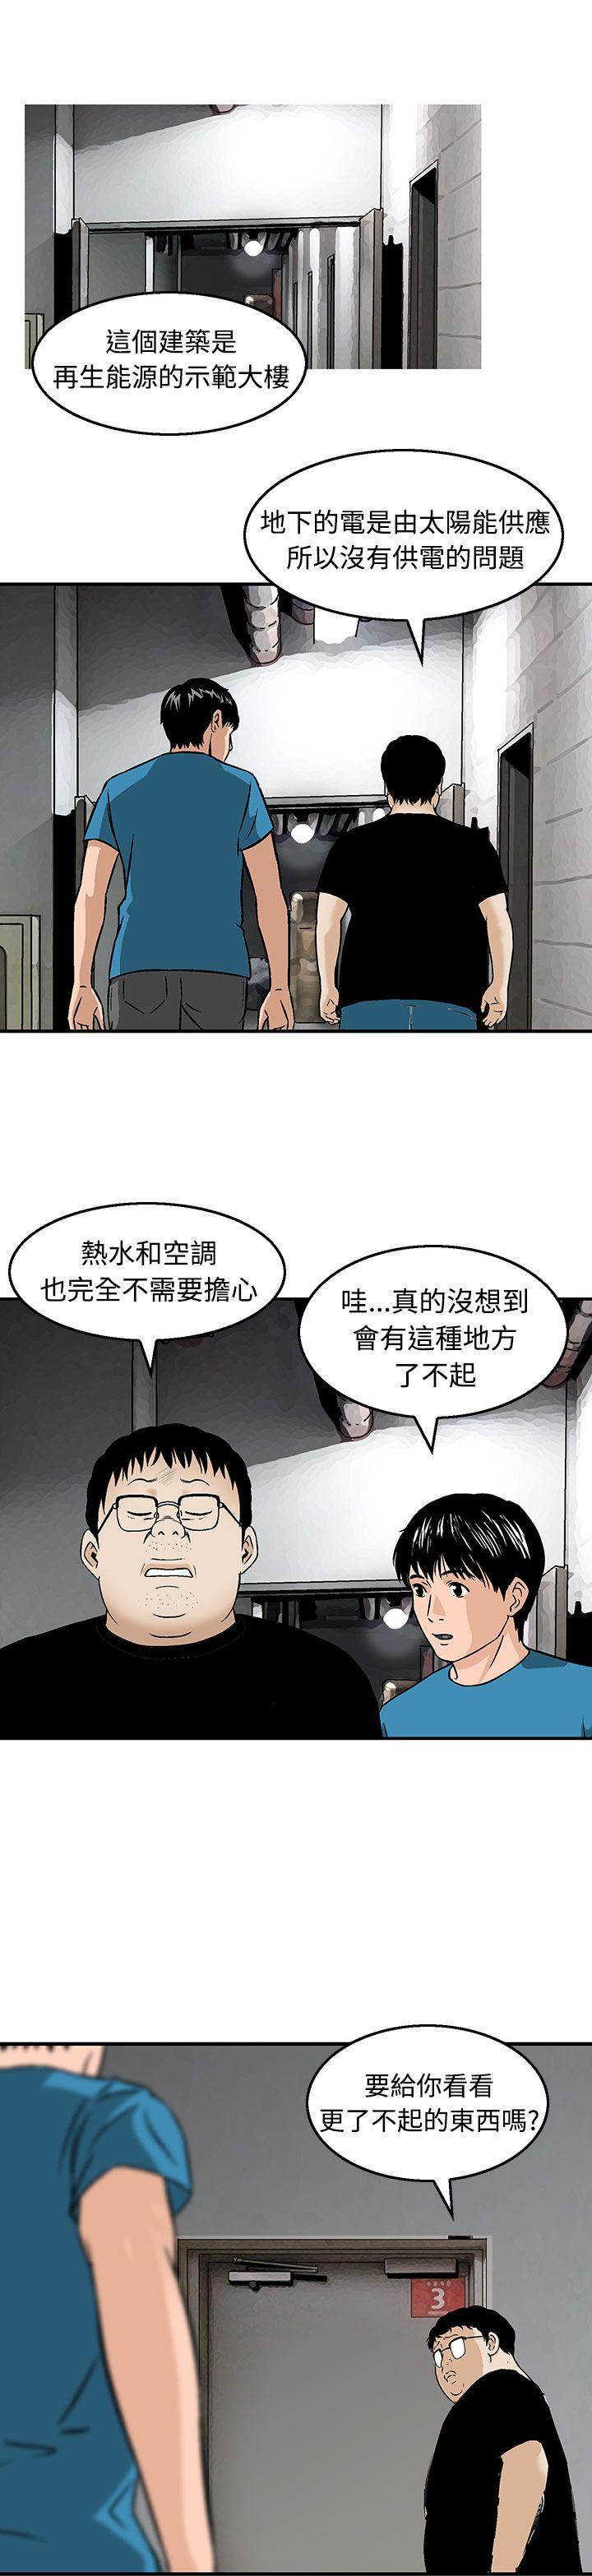 這個建築是
再生能源的示範大樓
地下的電是由太陽能供應
所以沒有供電的問題
熱水和空調
也完全不需要擔心
哇...真的沒想到
會有這種地方
了不起
要給你看看
更了不起的東西嗎?
3